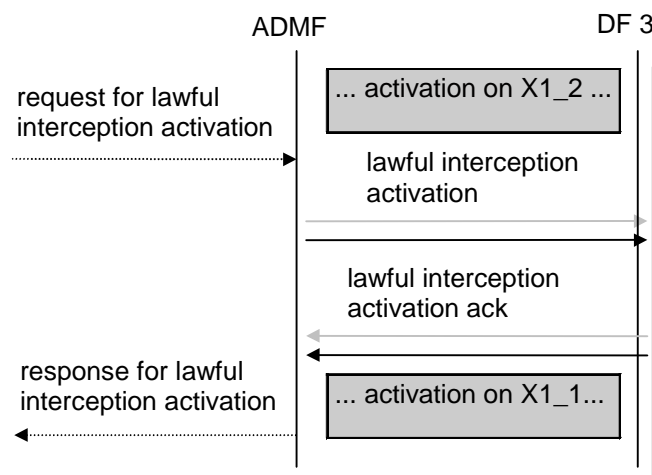 ADMF
DF 3
... activation on X1_2 ...
request for lawful
interception activation
lawful interception
activation
lawful interception
activation ack
response for lawful
interception activation
... activation on X1_1...